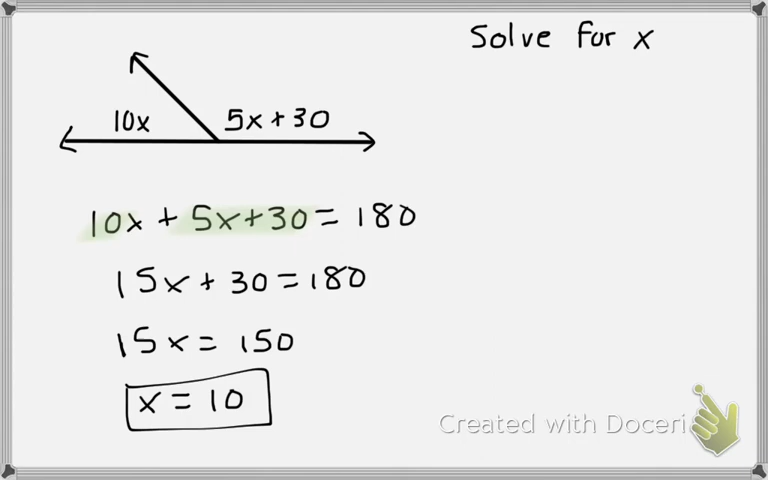 Solve for x
10x 5x + 30
10x + 5x + 30 = 180
15x + 30 = 180
15x = 150
x = 10
Created with Doceri